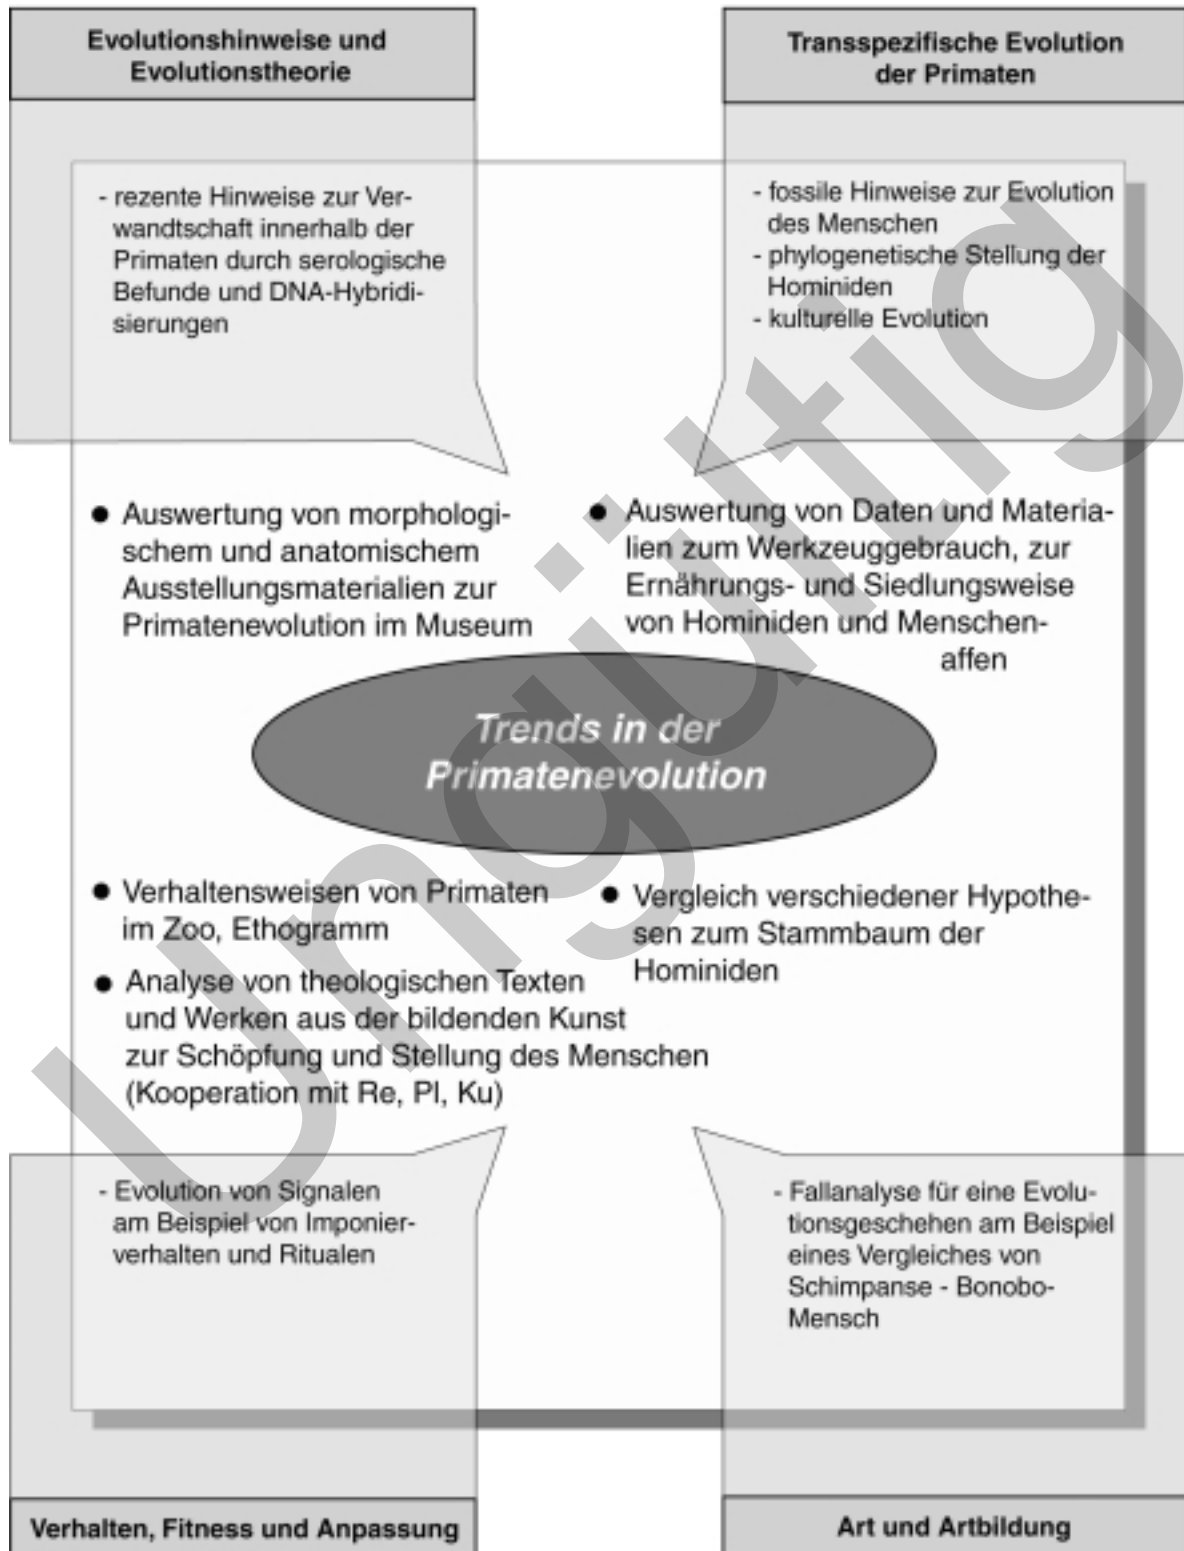 Evolutionshinweise und
Evolutionstheorie
Transspezifische Evolution
der Primaten
- rezente Hinweise zur Ver-
wandtschaft innerhalb der
Primaten durch serologische
Befunde und DNA-Hybridi-
sierungen
- fossile Hinweise zur Evolution
des Menschen
- phylogenetische Stellung der
Hominiden
- kulturelle Evolution
● Auswertung von morphologi-
schem und anatomischem
Ausstellungsmaterialien zur
Primatenevolution im Museum
● Auswertung von Daten und Materia-
lien zum Werkzeuggebrauch, zur
Ernährungs- und Siedlungsweise
von Hominiden und Menschen-
affen
Trends in der
Primatenevolution
● Verhaltensweisen von Primaten
im Zoo, Ethogramm
● Analyse von theologischen Texten
und Werken aus der bildenden Kunst
zur Schöpfung und Stellung des Menschen
(Kooperation mit Re, Pl, Ku)
● Vergleich verschiedener Hypothe-
sen zum Stammbaum der
Hominiden
- Evolution von Signalen
am Beispiel von Imponier-
verhalten und Ritualen
- Fallanalyse für eine Evolu-
tionsgeschehen am Beispiel
eines Vergleiches von
Schimpanse - Bonobo-
Mensch
Verhalten, Fitness und Anpassung
Art und Artbildung
Ungültig